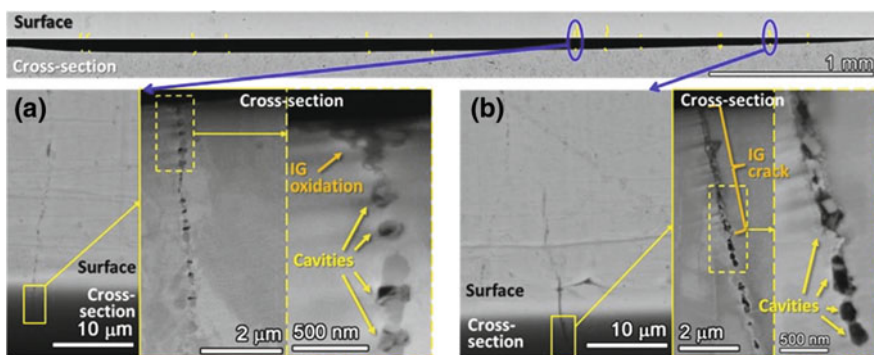 Surface
Cross-section
1 mm
(a)
Cross-section
IG
oxidation
Cavities
Surface
Cross-
section
10 μm
2 μm
500 nm
(b)
Cross-section
IG
crack
Surface
Cavities
Cross-
section
10 μm
2 μm
500 nm